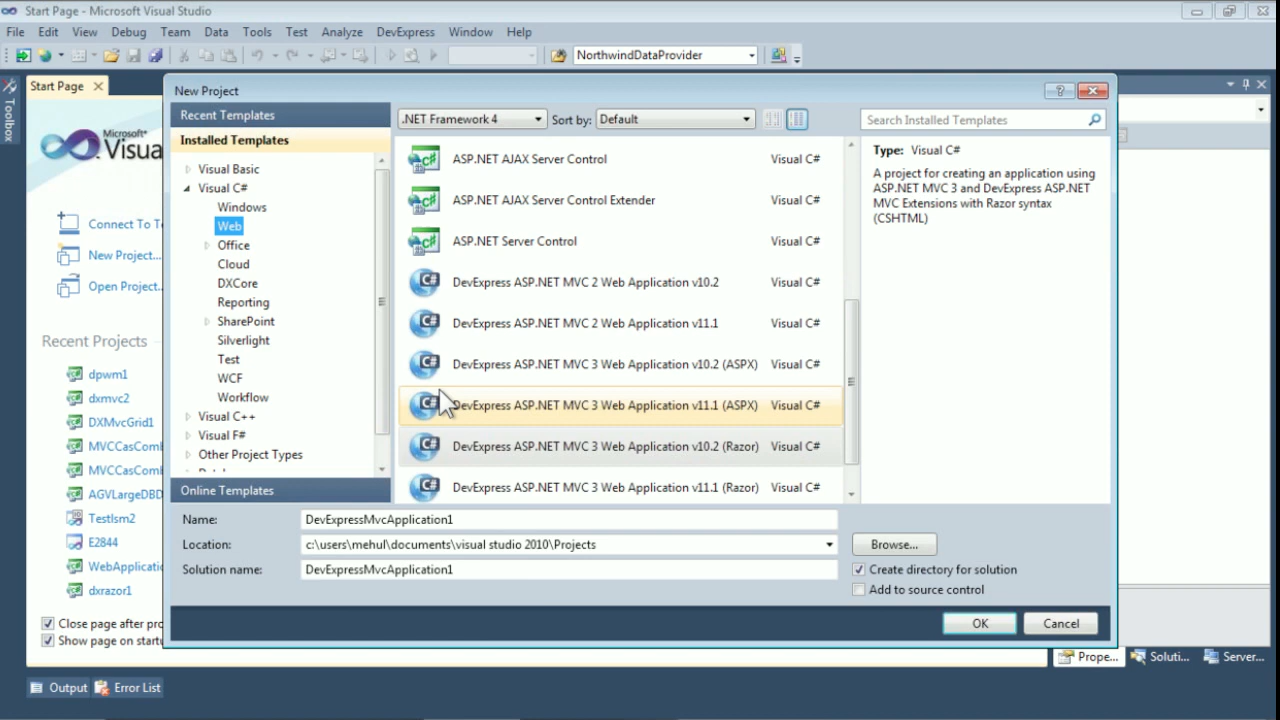 Start Page - Microsoft Visual Studio
File Edit View Debug Team Data Tools Test Analyze DevExpress Window Help
NorthwindDataProvider
Toolbox
Start Page
Microsoft®
Visua
Connect To Te
New Project...
Open Project...
Recent Projects
dpwm1
dxmvc2
DXMvcGrid1
MVCCasComb
MVCCasComb
AGVLargeDBD
TestIsm2
E2844
WebApplicatio
dxrazor1
Close page after pro
Show page on startu
New Project
Recent Templates
Installed Templates
Visual Basic
Visual C#
Windows
Web
Office
Cloud
DXCore
Reporting
SharePoint
Silverlight
Test
WCF
Workflow
Visual C++
Visual F#
Other Project Types
Online Templates
.NET Framework 4 Sort by: Default
ASP.NET AJAX Server Control Visual C#
ASP.NET AJAX Server Control Extender Visual C#
ASP.NET Server Control Visual C#
DevExpress ASP.NET MVC 2 Web Application v10.2 Visual C#
DevExpress ASP.NET MVC 2 Web Application v11.1 Visual C#
DevExpress ASP.NET MVC 3 Web Application v10.2 (ASPX) Visual C#
DevExpress ASP.NET MVC 3 Web Application v11.1 (ASPX) Visual C#
DevExpress ASP.NET MVC 3 Web Application v10.2 (Razor) Visual C#
DevExpress ASP.NET MVC 3 Web Application v11.1 (Razor) Visual C#
Search Installed Templates
Type: Visual C#
A project for creating an application using
ASP.NET MVC 3 and DevExpress ASP.NET
MVC Extensions with Razor syntax
(CSHTML)
Name: DevExpressMvcApplication1
Location: c:\users\mehul\documents\visual studio 2010\Projects Browse...
Solution name: DevExpressMvcApplication1
Create directory for solution
Add to source control
OK Cancel
Prope... Soluti... Server...
Output Error List